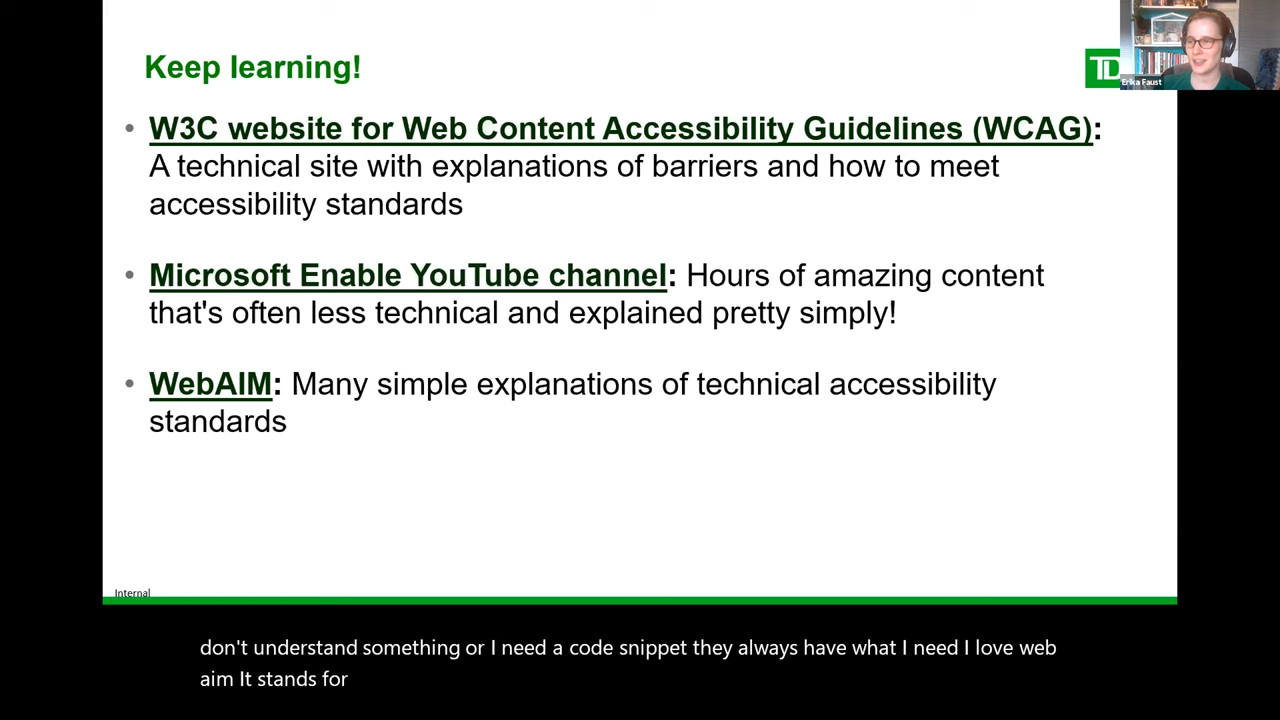 Keep learning!
TD
Erika Faust
• W3C website for Web Content Accessibility Guidelines (WCAG):
A technical site with explanations of barriers and how to meet
accessibility standards
• Microsoft Enable YouTube channel: Hours of amazing content
that's often less technical and explained pretty simply!
• WebAIM: Many simple explanations of technical accessibility
standards
Internal
don't understand something or I need a code snippet they always have what I need I love web
aim It stands for